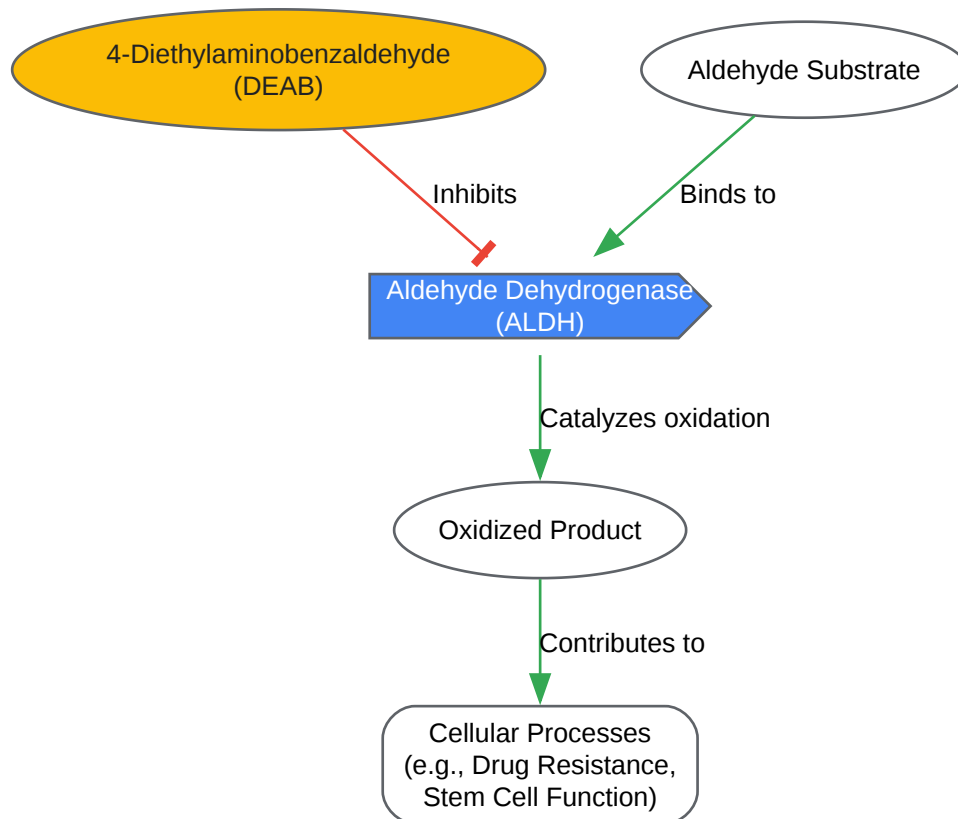 4-Diethylaminobenzaldehyde
(DEAB)
Aldehyde Substrate
Inhibits
Binds to
Aldehyde Dehydrogenase
(ALDH)
Catalyzes oxidation
Oxidized Product
Contributes to
Cellular Processes
(e.g., Drug Resistance,
Stem Cell Function)